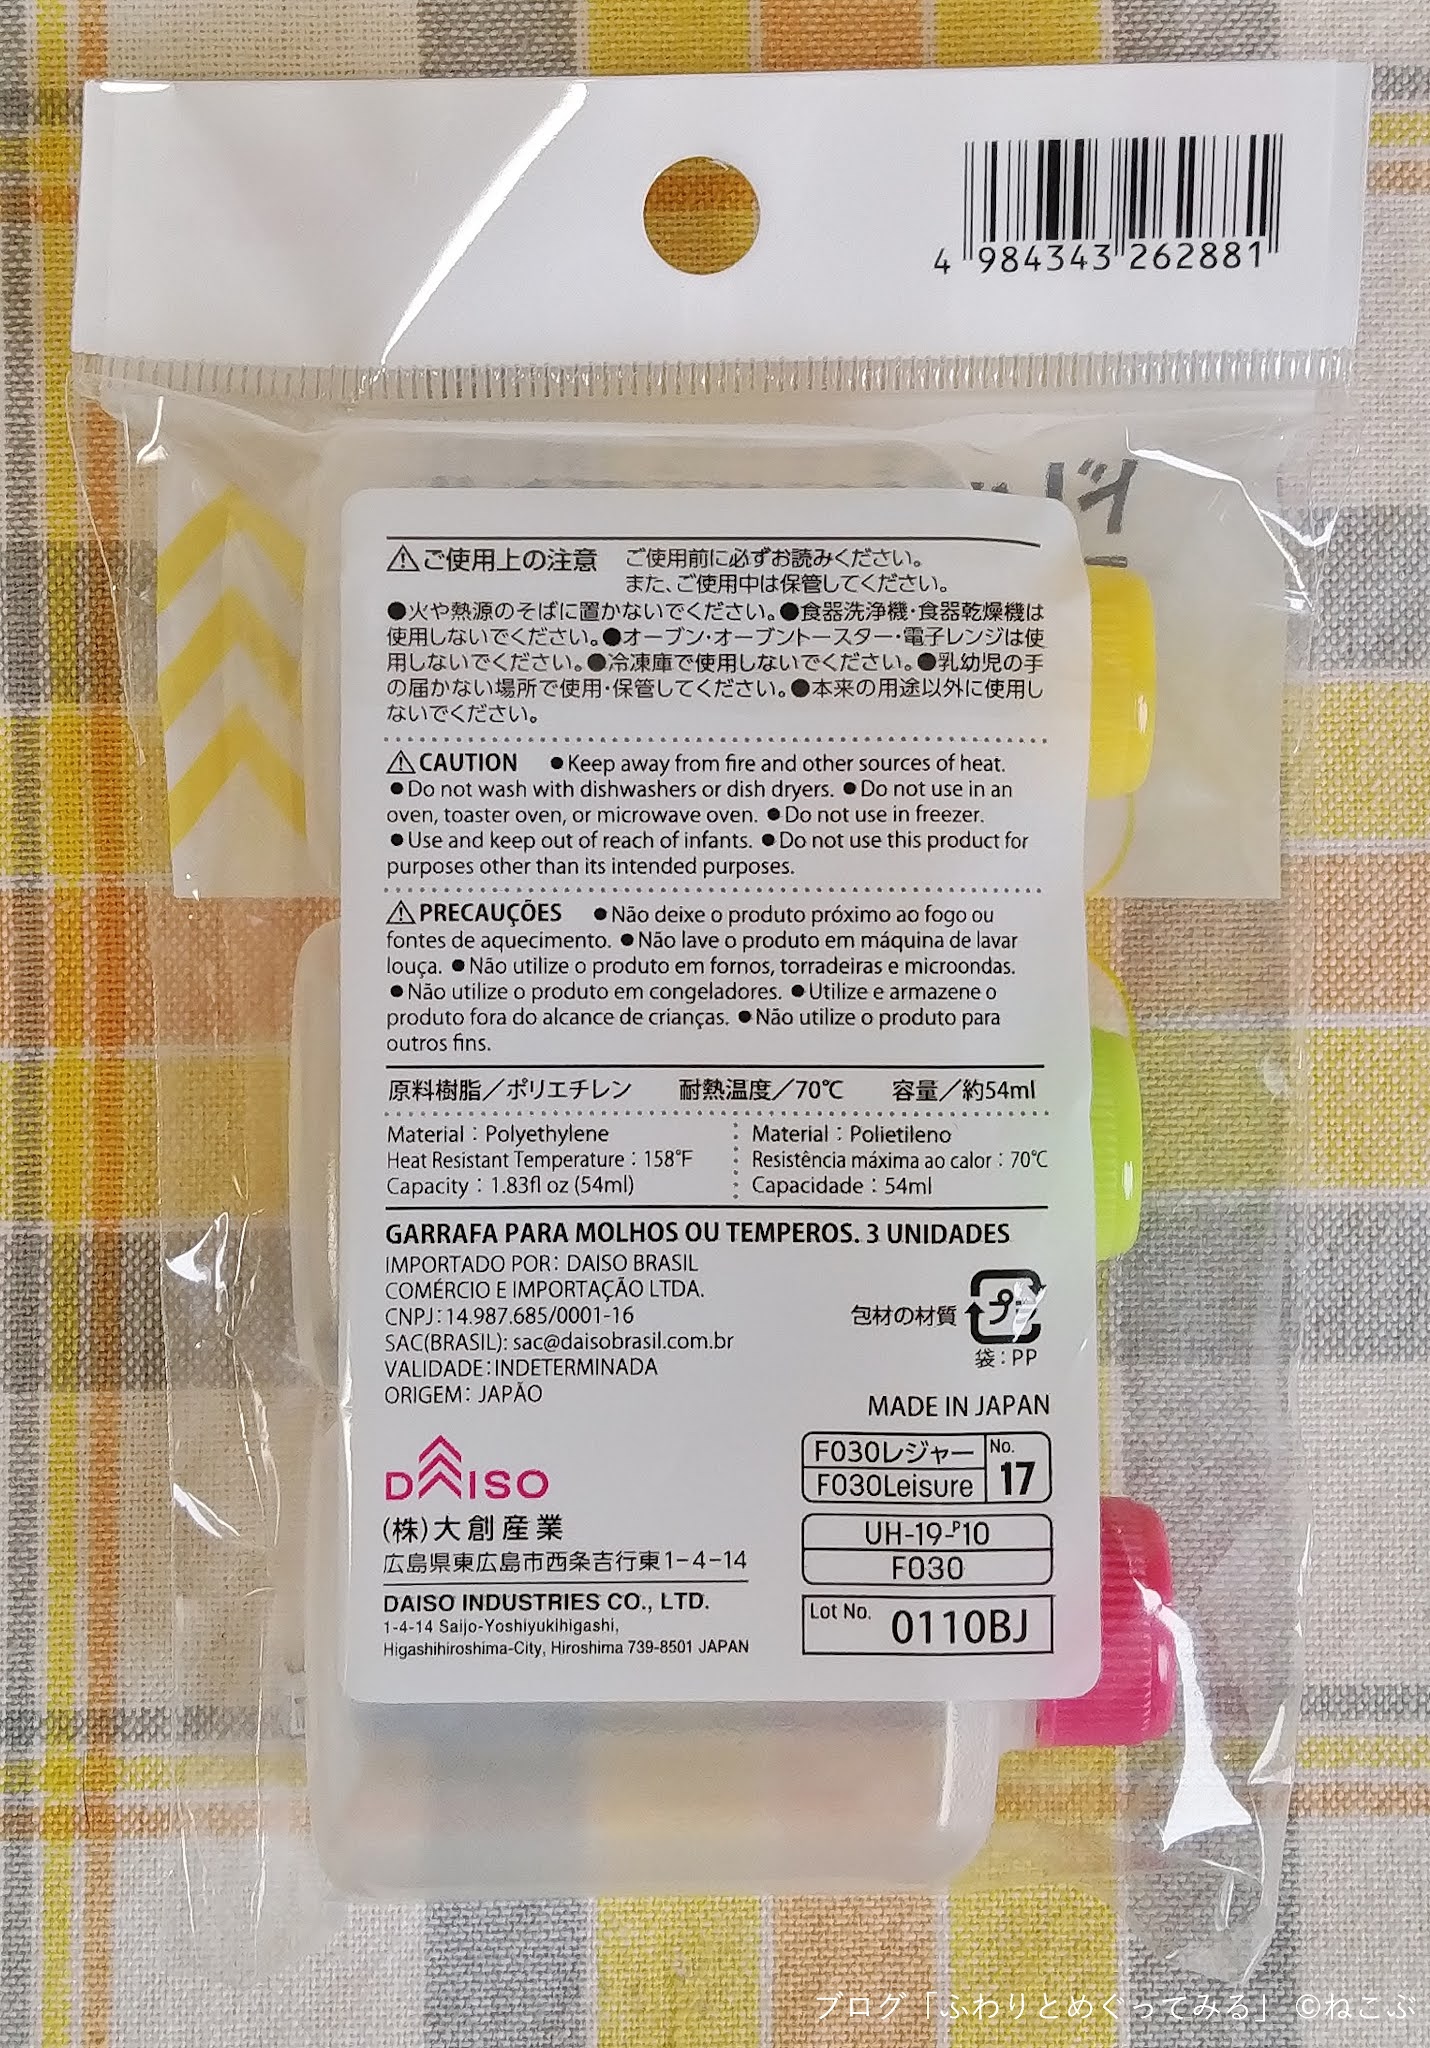 4 984343 262881
⚠ご使用上の注意 ご使用前に必ずお読みください。
また、ご使用中は保管してください。
●火や熱源のそばに置かないでください。●食器洗浄機・食器乾燥機は
使用しないでください。●オーブン・オーブントースター・電子レンジは使
用しないでください。●冷凍庫で使用しないでください。●乳幼児の手
の届かない場所で使用・保管してください。●本来の用途以外に使用し
ないでください。
⚠CAUTION ●Keep away from fire and other sources of heat.
●Do not wash with dishwashers or dish dryers. ●Do not use in an
oven, toaster oven, or microwave oven. ●Do not use in freezer.
●Use and keep out of reach of infants. ●Do not use this product for
purposes other than its intended purposes.
⚠PRECAUÇÕES ●Não deixe o produto próximo ao fogo ou
fontes de aquecimento. ●Não lave o produto em máquina de lavar
louça. ●Não utilize o produto em fornos, torradeiras e microondas.
●Não utilize o produto em congeladores. ●Utilize e armazene o
produto fora do alcance de crianças. ●Não utilize o produto para
outros fins.
原料樹脂／ポリエチレン 耐熱温度／70℃ 容量／約54ml
Material：Polyethylene
Heat Resistant Temperature：158°F
Capacity：1.83fl oz (54ml)
Material：Polietileno
Resistência máxima ao calor：70℃
Capacidade：54ml
GARRAFA PARA MOLHOS OU TEMPEROS. 3 UNIDADES
IMPORTADO POR: DAISO BRASIL
COMÉRCIO E IMPORTAÇÃO LTDA.
CNPJ:14.987.685/0001-16
SAC(BRASIL): sac@daisobrasil.com.br
VALIDADE:INDETERMINADA
ORIGEM: JAPÃO
包材の材質 プラ
袋：PP
MADE IN JAPAN
F030レジャー
F030Leisure
No.
17
UH-19-P10
F030
Lot No. 0110BJ
DAISO
(株)大創産業
広島県東広島市西条吉行東1-4-14
DAISO INDUSTRIES CO., LTD.
1-4-14 Saijo-Yoshiyukihigashi,
Higashihiroshima-City, Hiroshima 739-8501 JAPAN
ブログ「ふわりとめぐってみる」©ねこぶ